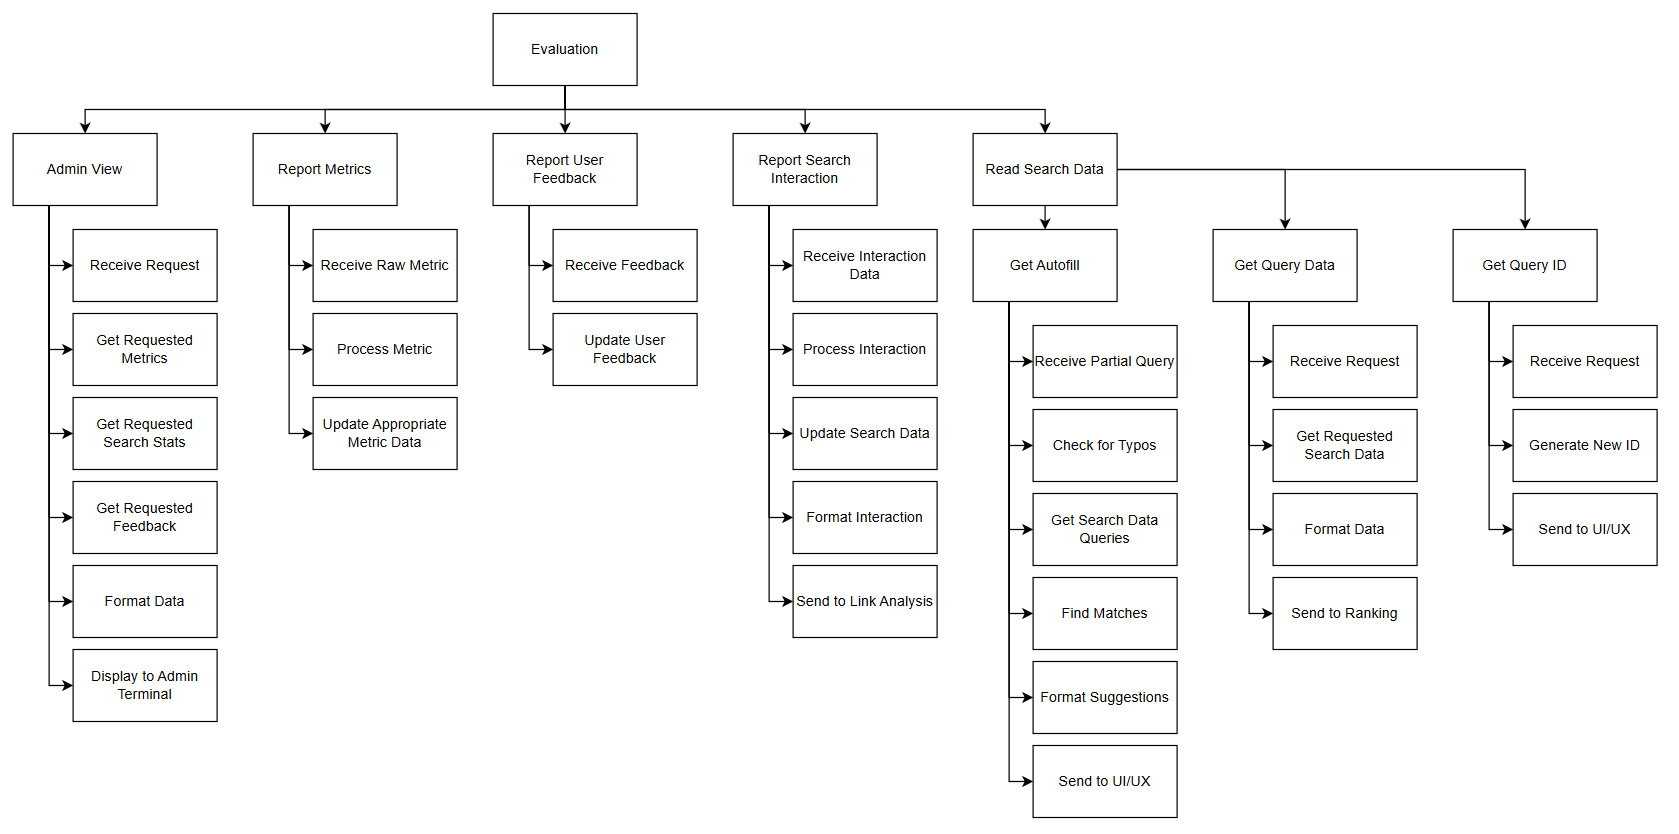 Evaluation
Admin View
Report Metrics
Report User
Feedback
Report Search
Interaction
Read Search Data
Receive Request
Get Requested
Metrics
Get Requested
Search Stats
Get Requested
Feedback
Format Data
Display to Admin
Terminal
Receive Raw Metric
Process Metric
Update Appropriate
Metric Data
Receive Feedback
Update User
Feedback
Receive Interaction
Data
Process Interaction
Update Search Data
Format Interaction
Send to Link Analysis
Get Autofill
Receive Partial Query
Check for Typos
Get Search Data
Queries
Find Matches
Format Suggestions
Send to UI/UX
Get Query Data
Receive Request
Get Requested
Search Data
Format Data
Send to Ranking
Get Query ID
Receive Request
Generate New ID
Send to UI/UX